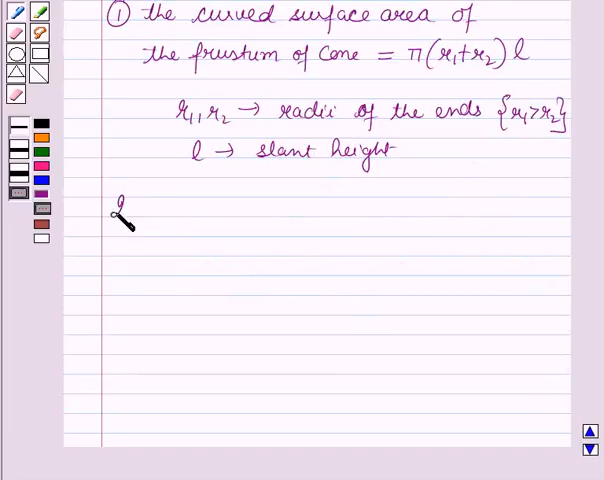 ① the curved surface area of
the frustum of Cone = π(r₁+r₂) l
r₁, r₂ → radii of the ends {r₁>r₂}
l → slant height
2